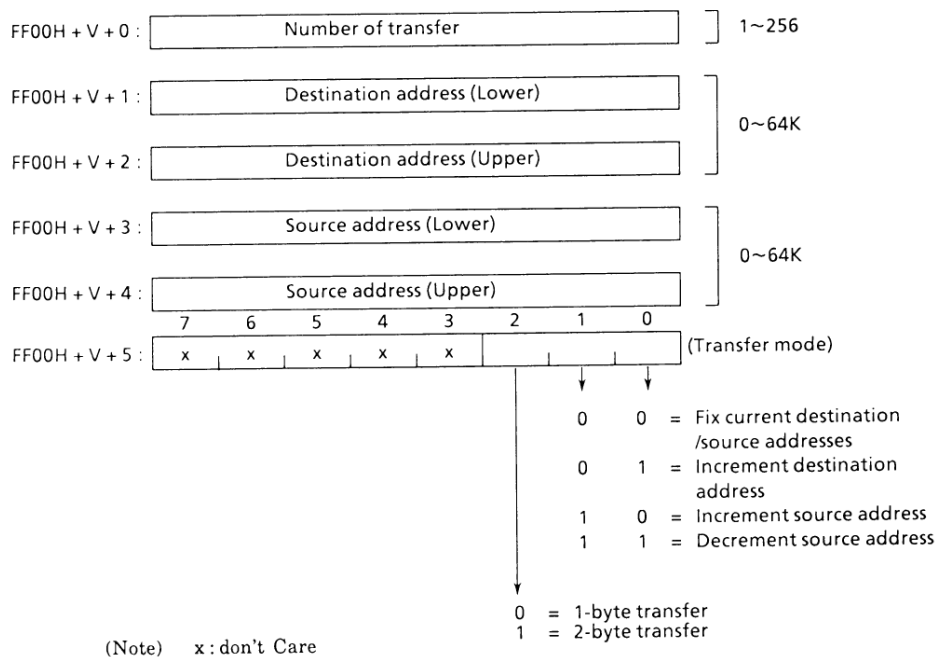 FF00H + V + 0 : Number of transfer 1~256
FF00H + V + 1 : Destination address (Lower)
0~64K
FF00H + V + 2 : Destination address (Upper)
FF00H + V + 3 : Source address (Lower)
0~64K
FF00H + V + 4 : Source address (Upper)
7 6 5 4 3 2 1 0
FF00H + V + 5 : x x x x x (Transfer mode)
0 0 = Fix current destination
/source addresses
0 1 = Increment destination
address
1 0 = Increment source address
1 1 = Decrement source address
0 = 1-byte transfer
1 = 2-byte transfer
(Note) x : don't Care